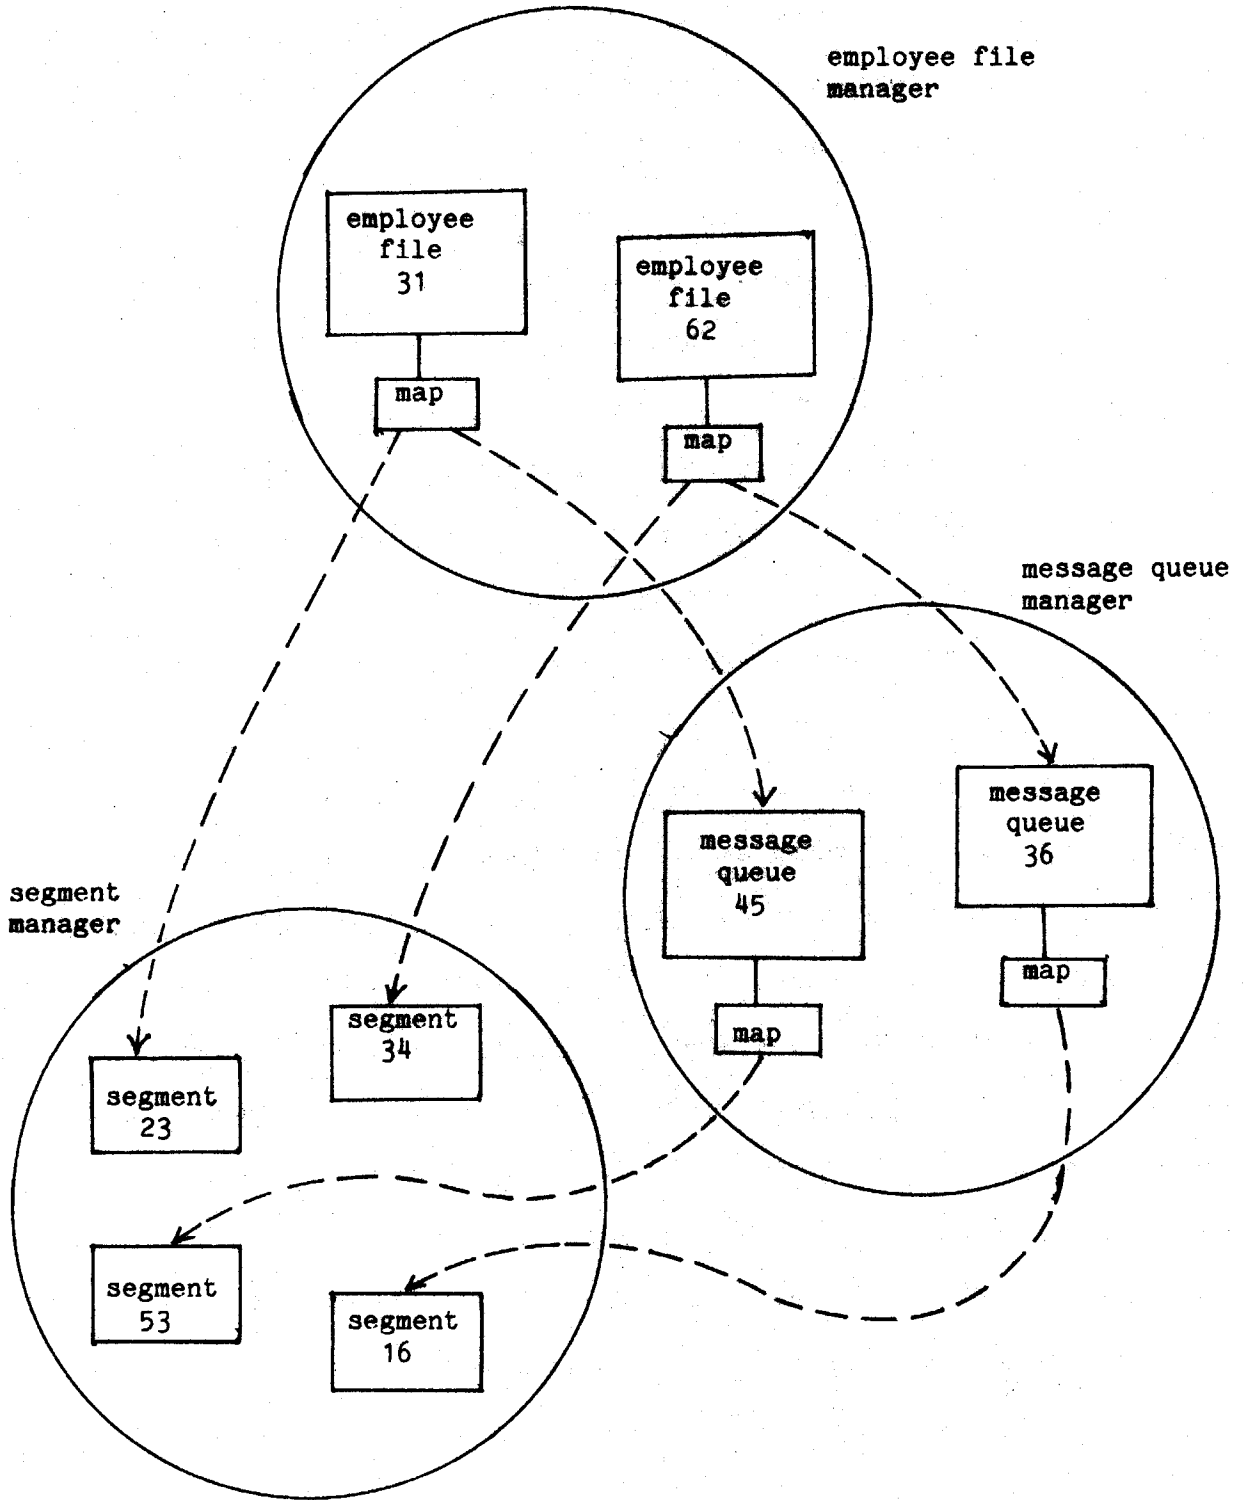 employee file
manager
employee
file
31
employee
file
62
map
map
message queue
manager
message
queue
36
message
queue
45
map
map
segment
manager
segment
34
segment
23
segment
53
segment
16